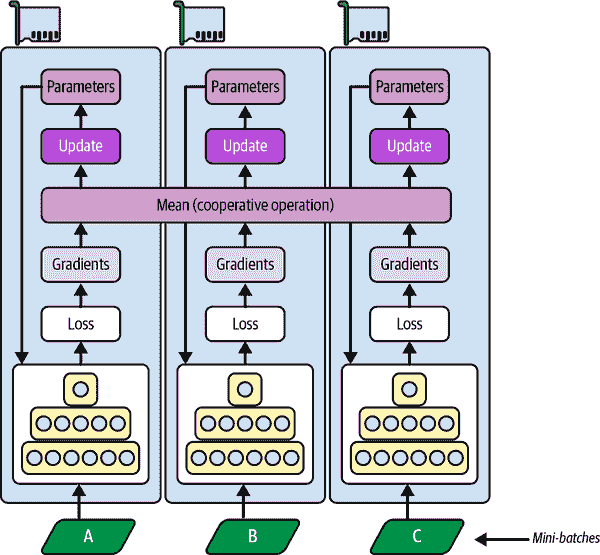 Parameters
Parameters
Parameters
Update
Update
Update
Mean (cooperative operation)
Gradients
Gradients
Gradients
Loss
Loss
Loss
A
B
C
Mini-batches